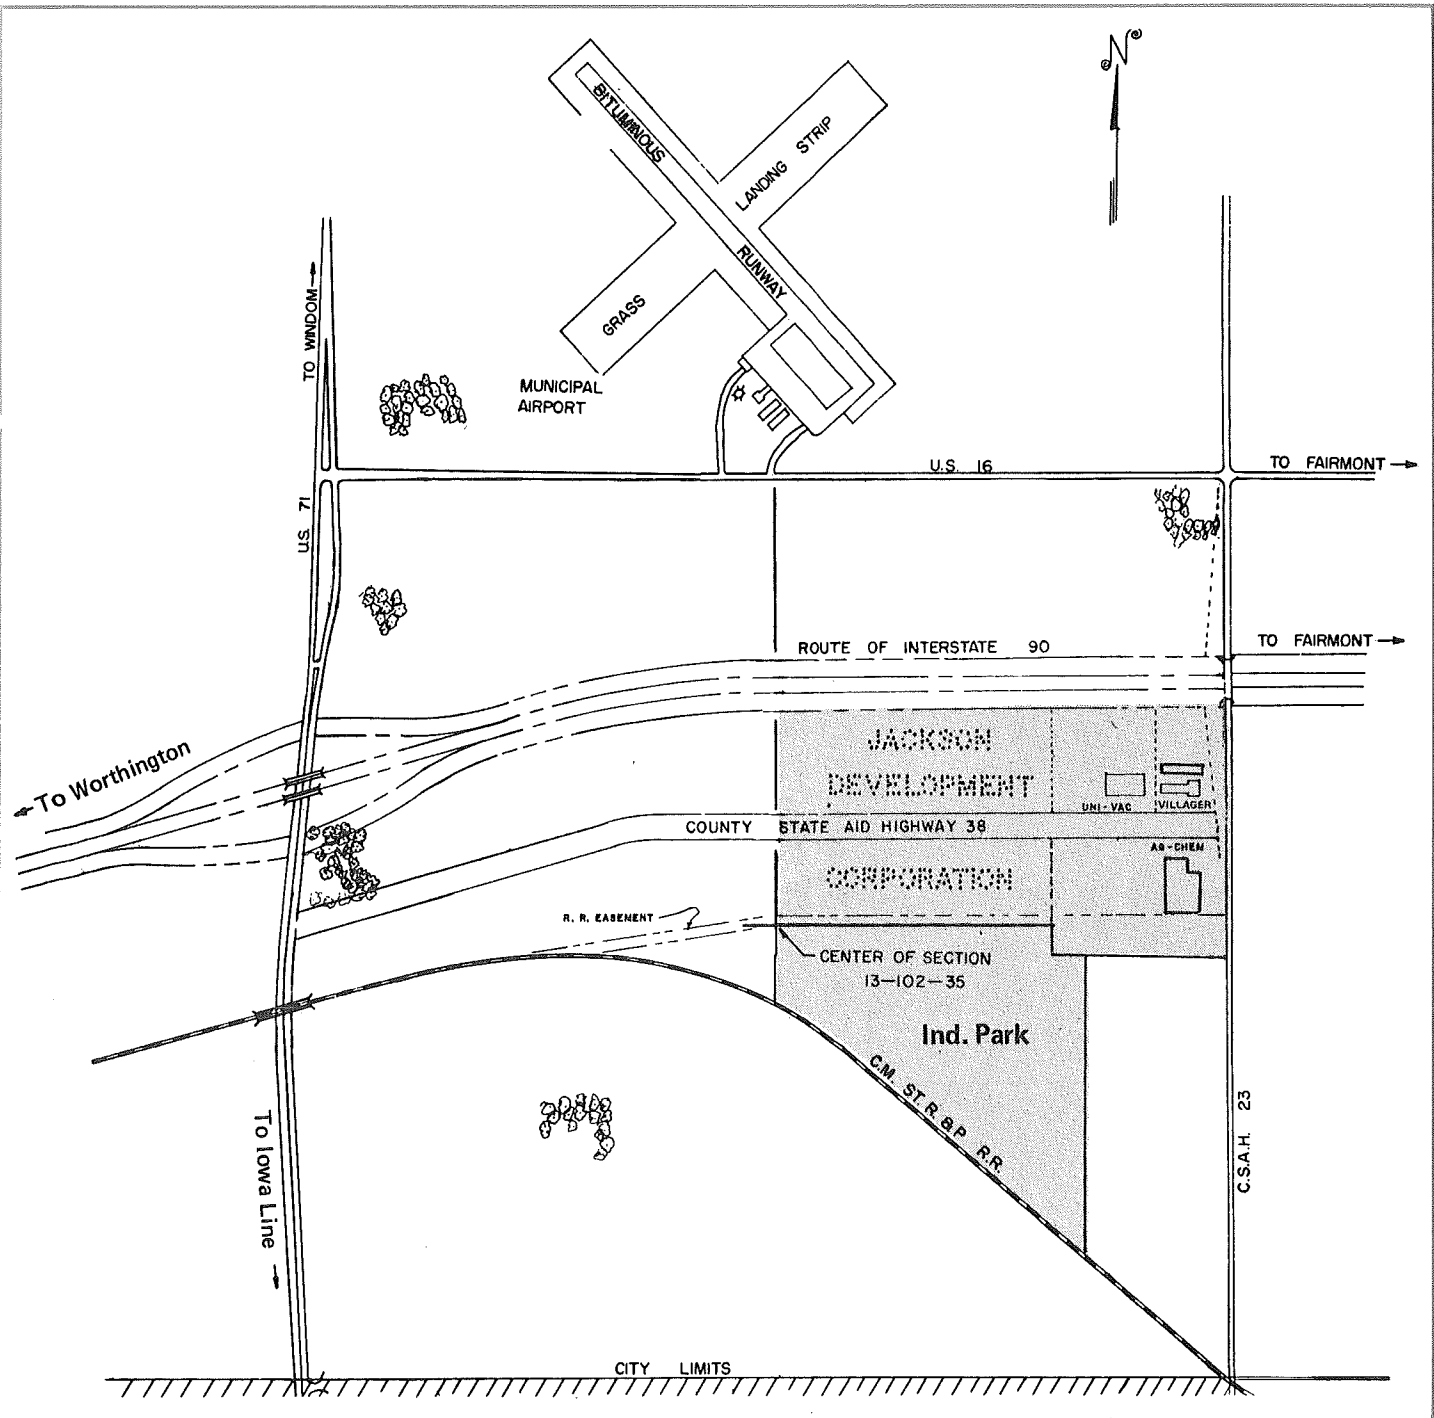 N
BITUMINOUS
RUNWAY
LANDING STRIP
GRASS
TO WINDOM
MUNICIPAL
AIRPORT
U.S. 16
TO FAIRMONT
U.S. 71
ROUTE OF INTERSTATE 90
TO FAIRMONT
To Worthington
JACKSON
DEVELOPMENT
UNI-VAC
VILLAGER
COUNTY STATE AID HIGHWAY 38
AG-CHEM
CORPORATION
R. R. EASEMENT
CENTER OF SECTION
13-102-35
Ind. Park
C.M. ST. R. & P. R.R.
C.S.A.H. 23
To Iowa Line
CITY LIMITS